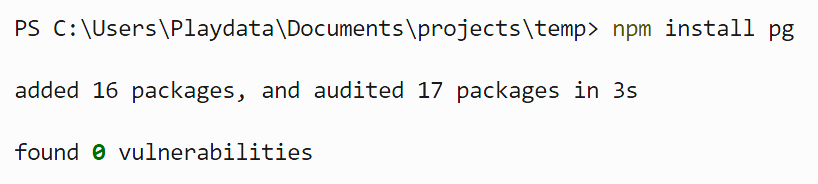 PS C:\Users\Playdata\Documents\projects\temp> npm install pg
added 16 packages, and audited 17 packages in 3s
found 0 vulnerabilities